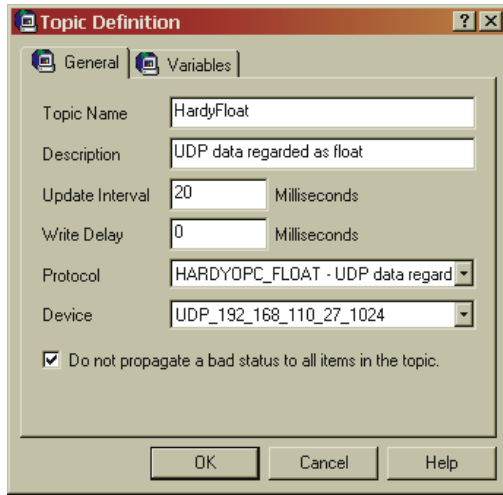 Topic Definition
General Variables
Topic Name HardyFloat
Description UDP data regarded as float
Update Interval 20 Milliseconds
Write Delay 0 Milliseconds
Protocol HARDYOPC_FLOAT - UDP data regard
Device UDP_192_168_110_27_1024
Do not propagate a bad status to all items in the topic.
OK Cancel Help